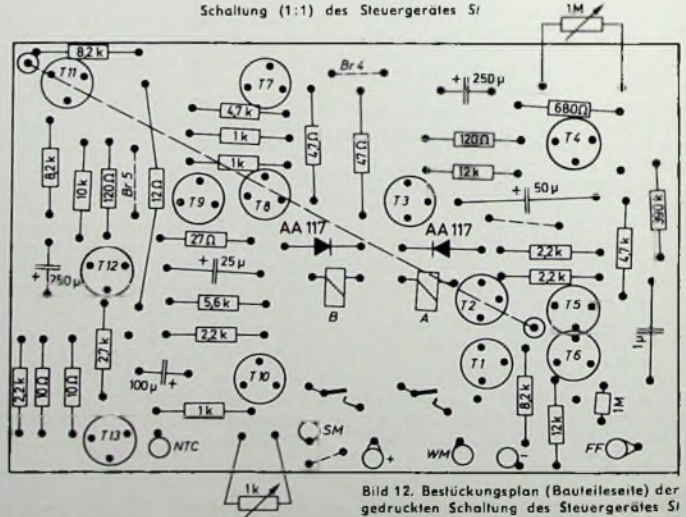 Schaltung (1:1) des Steuergerätes St
1M
8,2k
T11
T7
Br 4
250µ
680Ω
4,7k
T4
1k
4,7Ω
47Ω
120Ω
8,2k
10k
120Ω
Br 5
12Ω
1k
12k
T9
T8
T3
50µ
390k
AA 117
AA 117
27Ω
2,2k
4,7k
T12
25µ
2,2k
250µ
B
A
T2
T5
5,6k
2,2k
2,7k
T1
T6
1µ
100µ
T10
2,2k
10Ω
10Ω
8,2k
12k
1M
1k
T13
NTC
SM
+
WM
-
FF
1k
Bild 12. Bestückungsplan (Bauteileseite) der
gedruckten Schaltung des Steuergerätes St